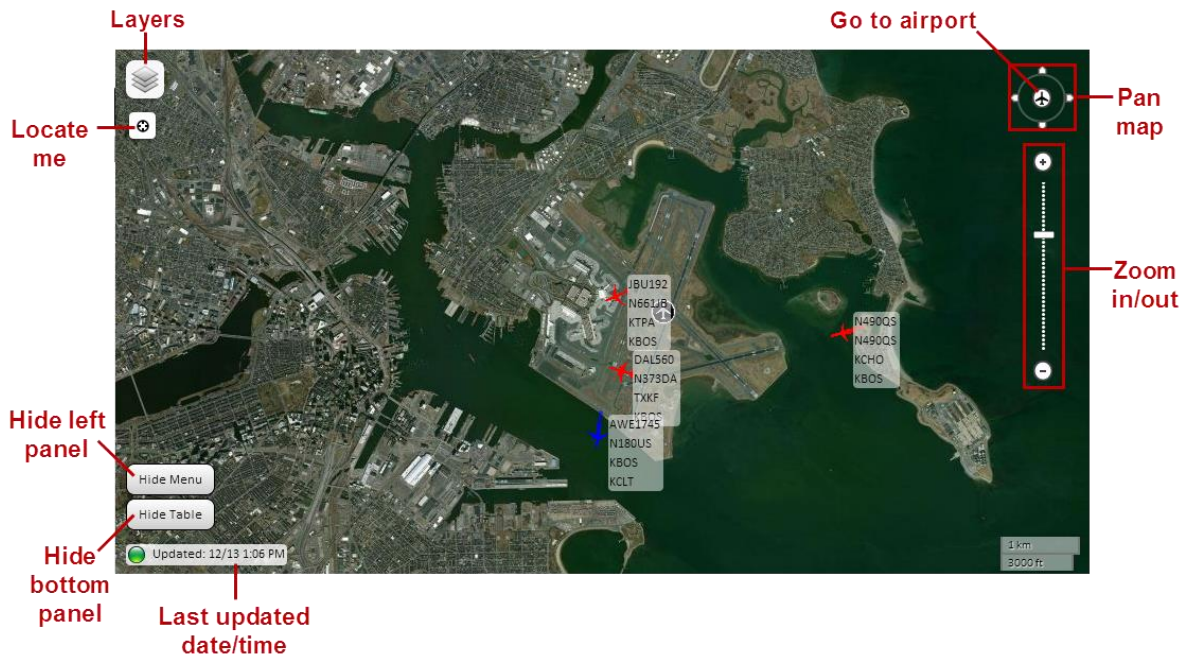 Layers
Go to airport
Locate
me
Pan
map
JBU192
N661JB
KTPA
KBOS
N490QS
N490QS
KCHO
KBOS
Zoom
in/out
DAL560
N373DA
TXKF
KBOS
AWE1745
N180US
KBOS
KCLT
Hide left
panel
Hide Menu
Hide Table
Hide
bottom
panel
Updated: 12/13 1:06 PM
1 km
3000 ft
Last updated
date/time